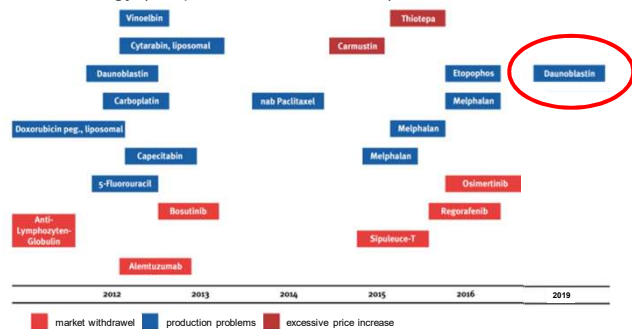 Vinoelbin
Thiotepa
Cytarabin, liposomal
Carmustin
Daunoblastin
Etopophos
Daunoblastin
Carboplatin
nab Paclitaxel
Melphalan
Doxorubicin peg., liposomal
Melphalan
Capecitabin
Melphalan
5-Fluorouracil
Osimertinib
Bosutinib
Regorafenib
Anti-
Lymphozyten-
Globulin
Sipuleuce-T
Alemtuzumab
2012 2013 2014 2015 2016 2019
market withdrawel production problems excessive price increase